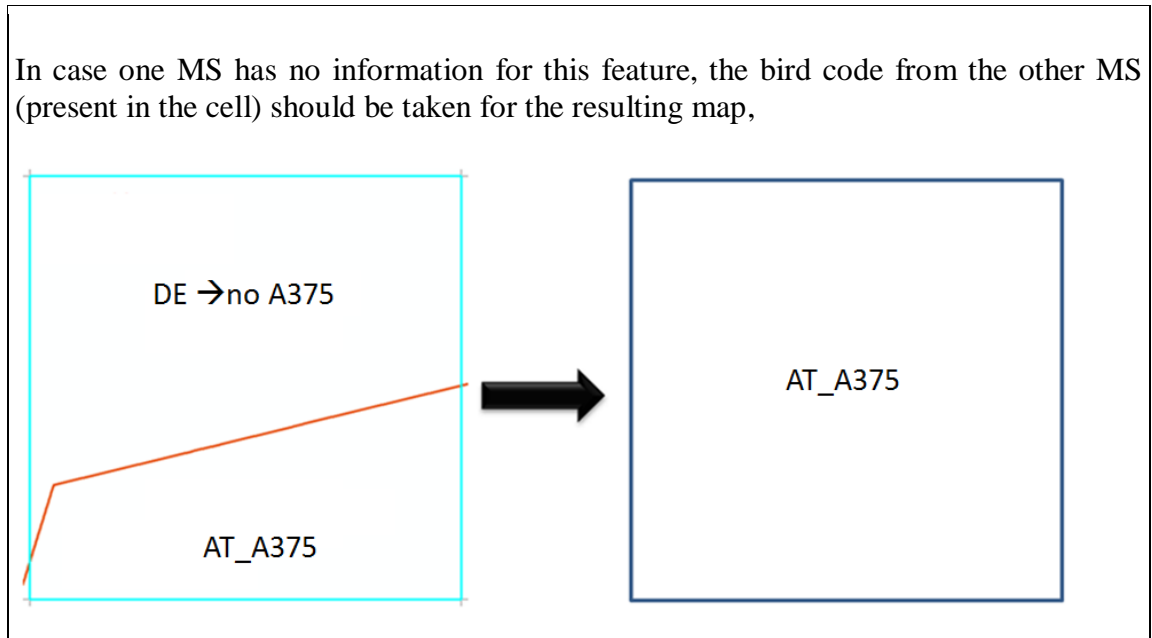 In case one MS has no information for this feature, the bird code from the other MS
(present in the cell) should be taken for the resulting map,
DE →no A375
AT_A375
AT_A375